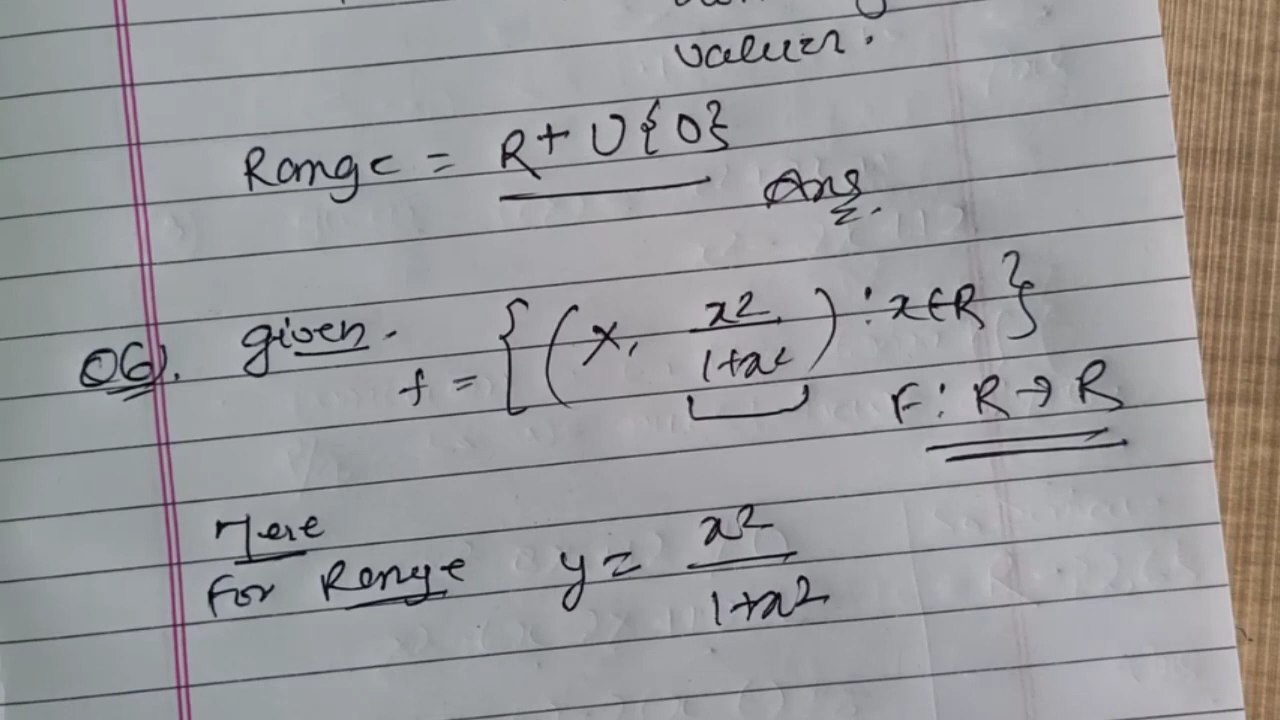 values.
Range = R+ U{0}
Ans
Q6. given. f = {(x, x2/1+x2) : x∈R}
F: R→R
Here
For Range y = x2/1+x2